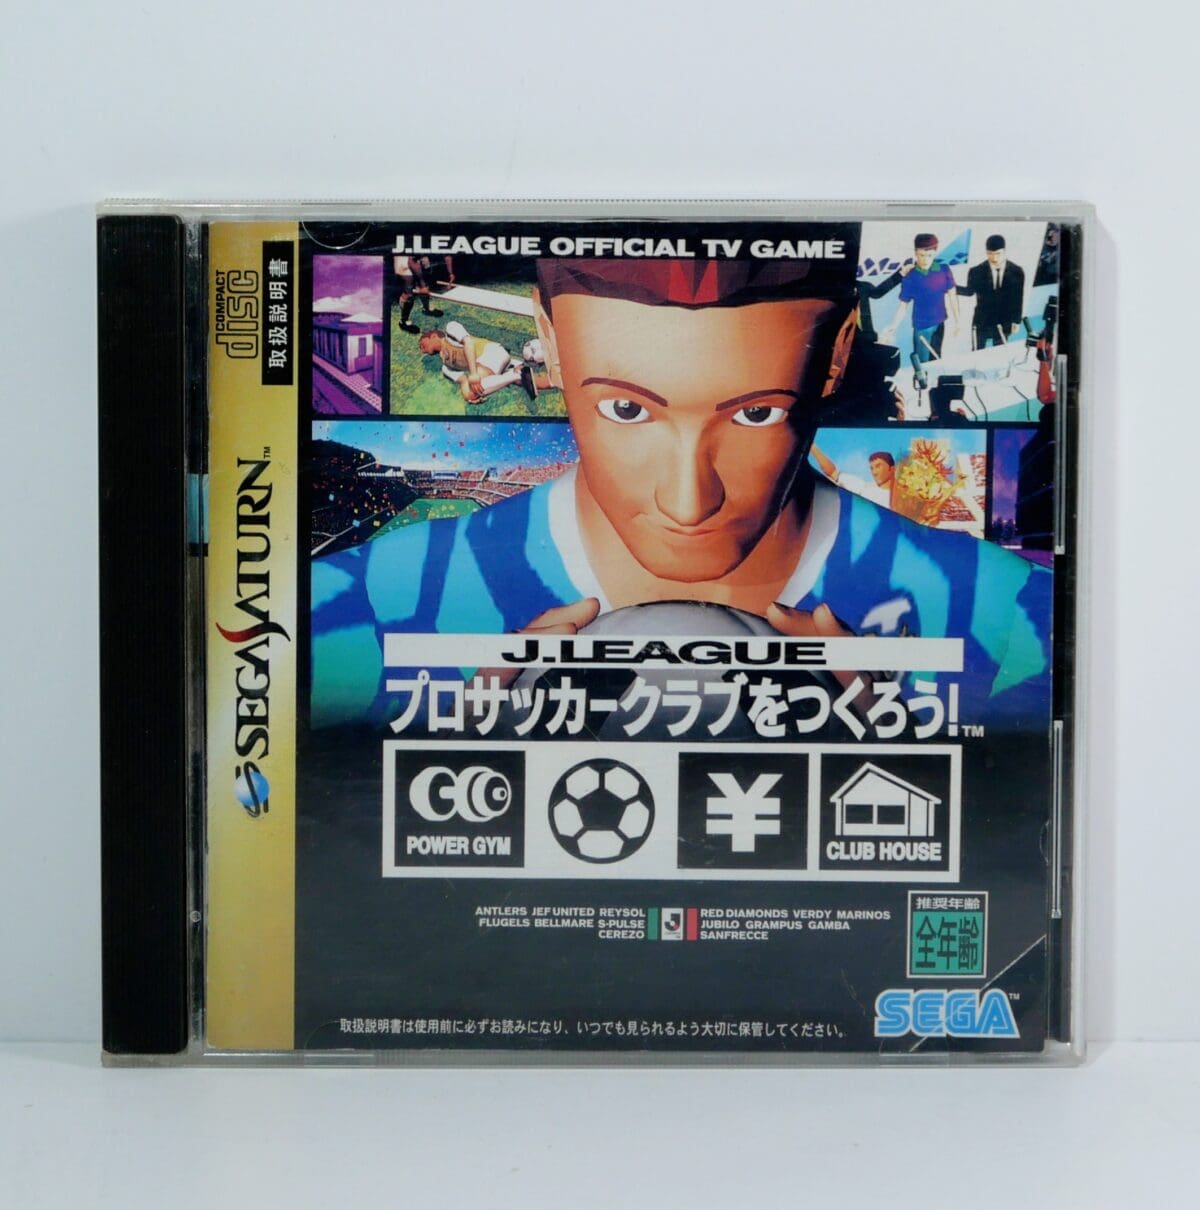 J.LEAGUE OFFICIAL TV GAME
COMPACT
disc
取扱説明書
SEGA SATURN™
J.LEAGUE
プロサッカークラブをつくろう!™
POWER GYM
¥
CLUB HOUSE
ANTLERS JEF UNITED REYSOL
FLUGELS BELLMARE S-PULSE
CEREZO
J
RED DIAMONDS VERDY MARINOS
JUBILO GRAMPUS GAMBA
SANFRECCE
推奨年齢
全年齢
SEGA™
取扱説明書は使用前に必ずお読みになり、いつでも見られるよう大切に保管してください。